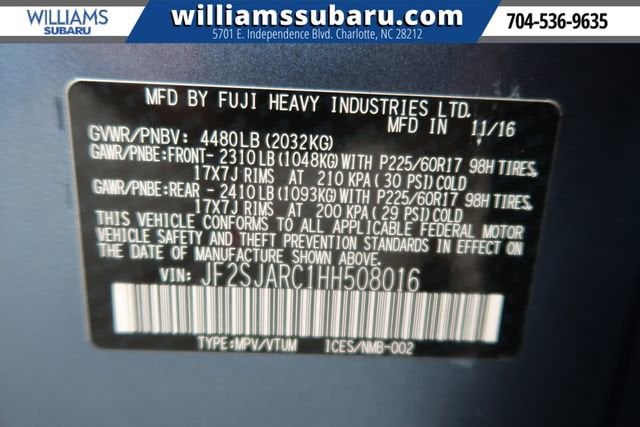 WILLIAMS
SUBARU
williamssubaru.com
5701 E. Independence Blvd. Charlotte, NC 28212
704-536-9635
MFD BY FUJI HEAVY INDUSTRIES LTD.
MFD IN 11/16
GVWR/PNBV: 4480LB(2032KG)
GAWR/PNBE:FRONT- 2310LB(1048KG)WITH P225/60R17 98H TIRES,
17X7J RIMS AT 210 KPA( 30 PSI)COLD
GAWR/PNBE:REAR - 2410LB(1093KG)WITH P225/60R17 98H TIRES,
17X7J RIMS AT 200 KPA( 29 PSI)COLD
THIS VEHICLE CONFORMS TO ALL APPLICABLE FEDERAL MOTOR
VEHICLE SAFETY AND THEFT PREVENTION STANDARDS IN EFFECT
ON THE DATE OF MANUFACTURE SHOWN ABOVE.
VIN: JF2SJARC1HH508016
TYPE:MPV/VTUM ICES/NMB-002